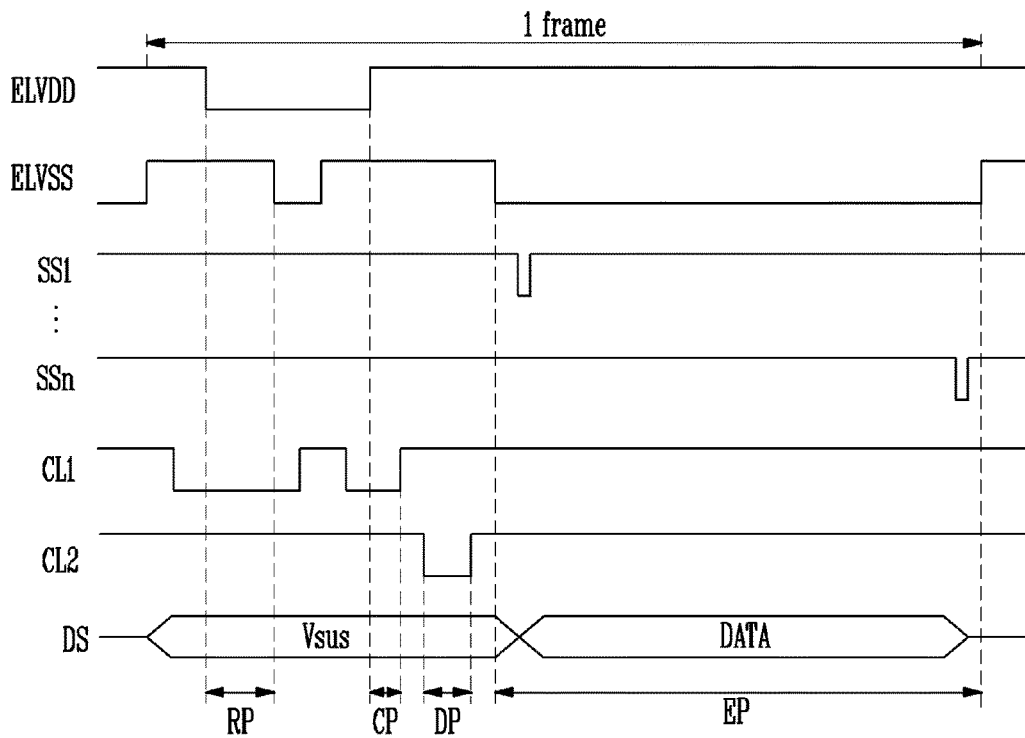 1 frame
ELVDD
ELVSS
SS1
⋮
SSn
CL1
CL2
DS Vsus DATA
RP CP DP EP